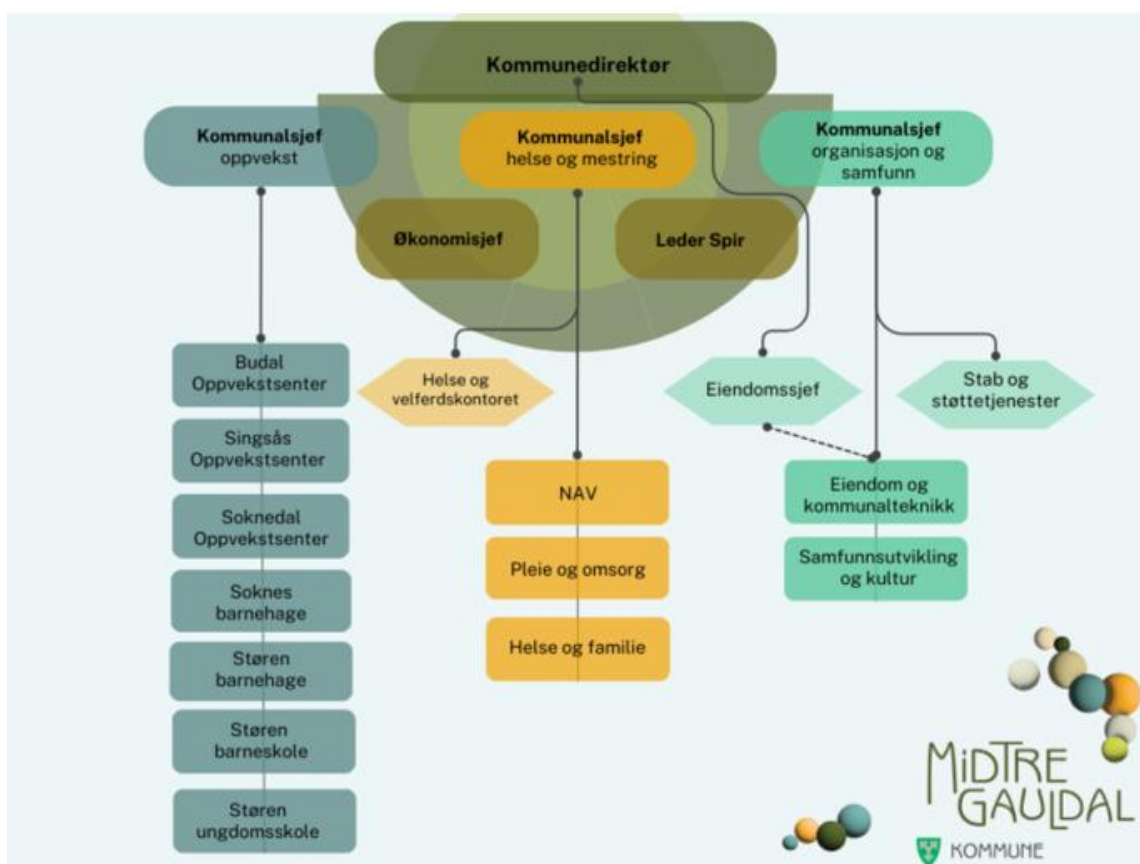 Kommunedirektør
Kommunalsjef
oppvekst
Kommunalsjef
helse og mestring
Kommunalsjef
organisasjon og
samfunn
Økonomisjef
Leder Spir
Budal
Oppvekstsenter
Singsås
Oppvekstsenter
Soknedal
Oppvekstsenter
Soknes
barnehage
Støren
barnehage
Støren
barneskole
Støren
ungdomsskole
Helse og
velferdskontoret
NAV
Pleie og omsorg
Helse og familie
Eiendomssjef
Stab og
støttetjenester
Eiendom og
kommunalteknikk
Samfunnsutvikling
og kultur
MiDTRE
GAULDAL
KOMMUNE